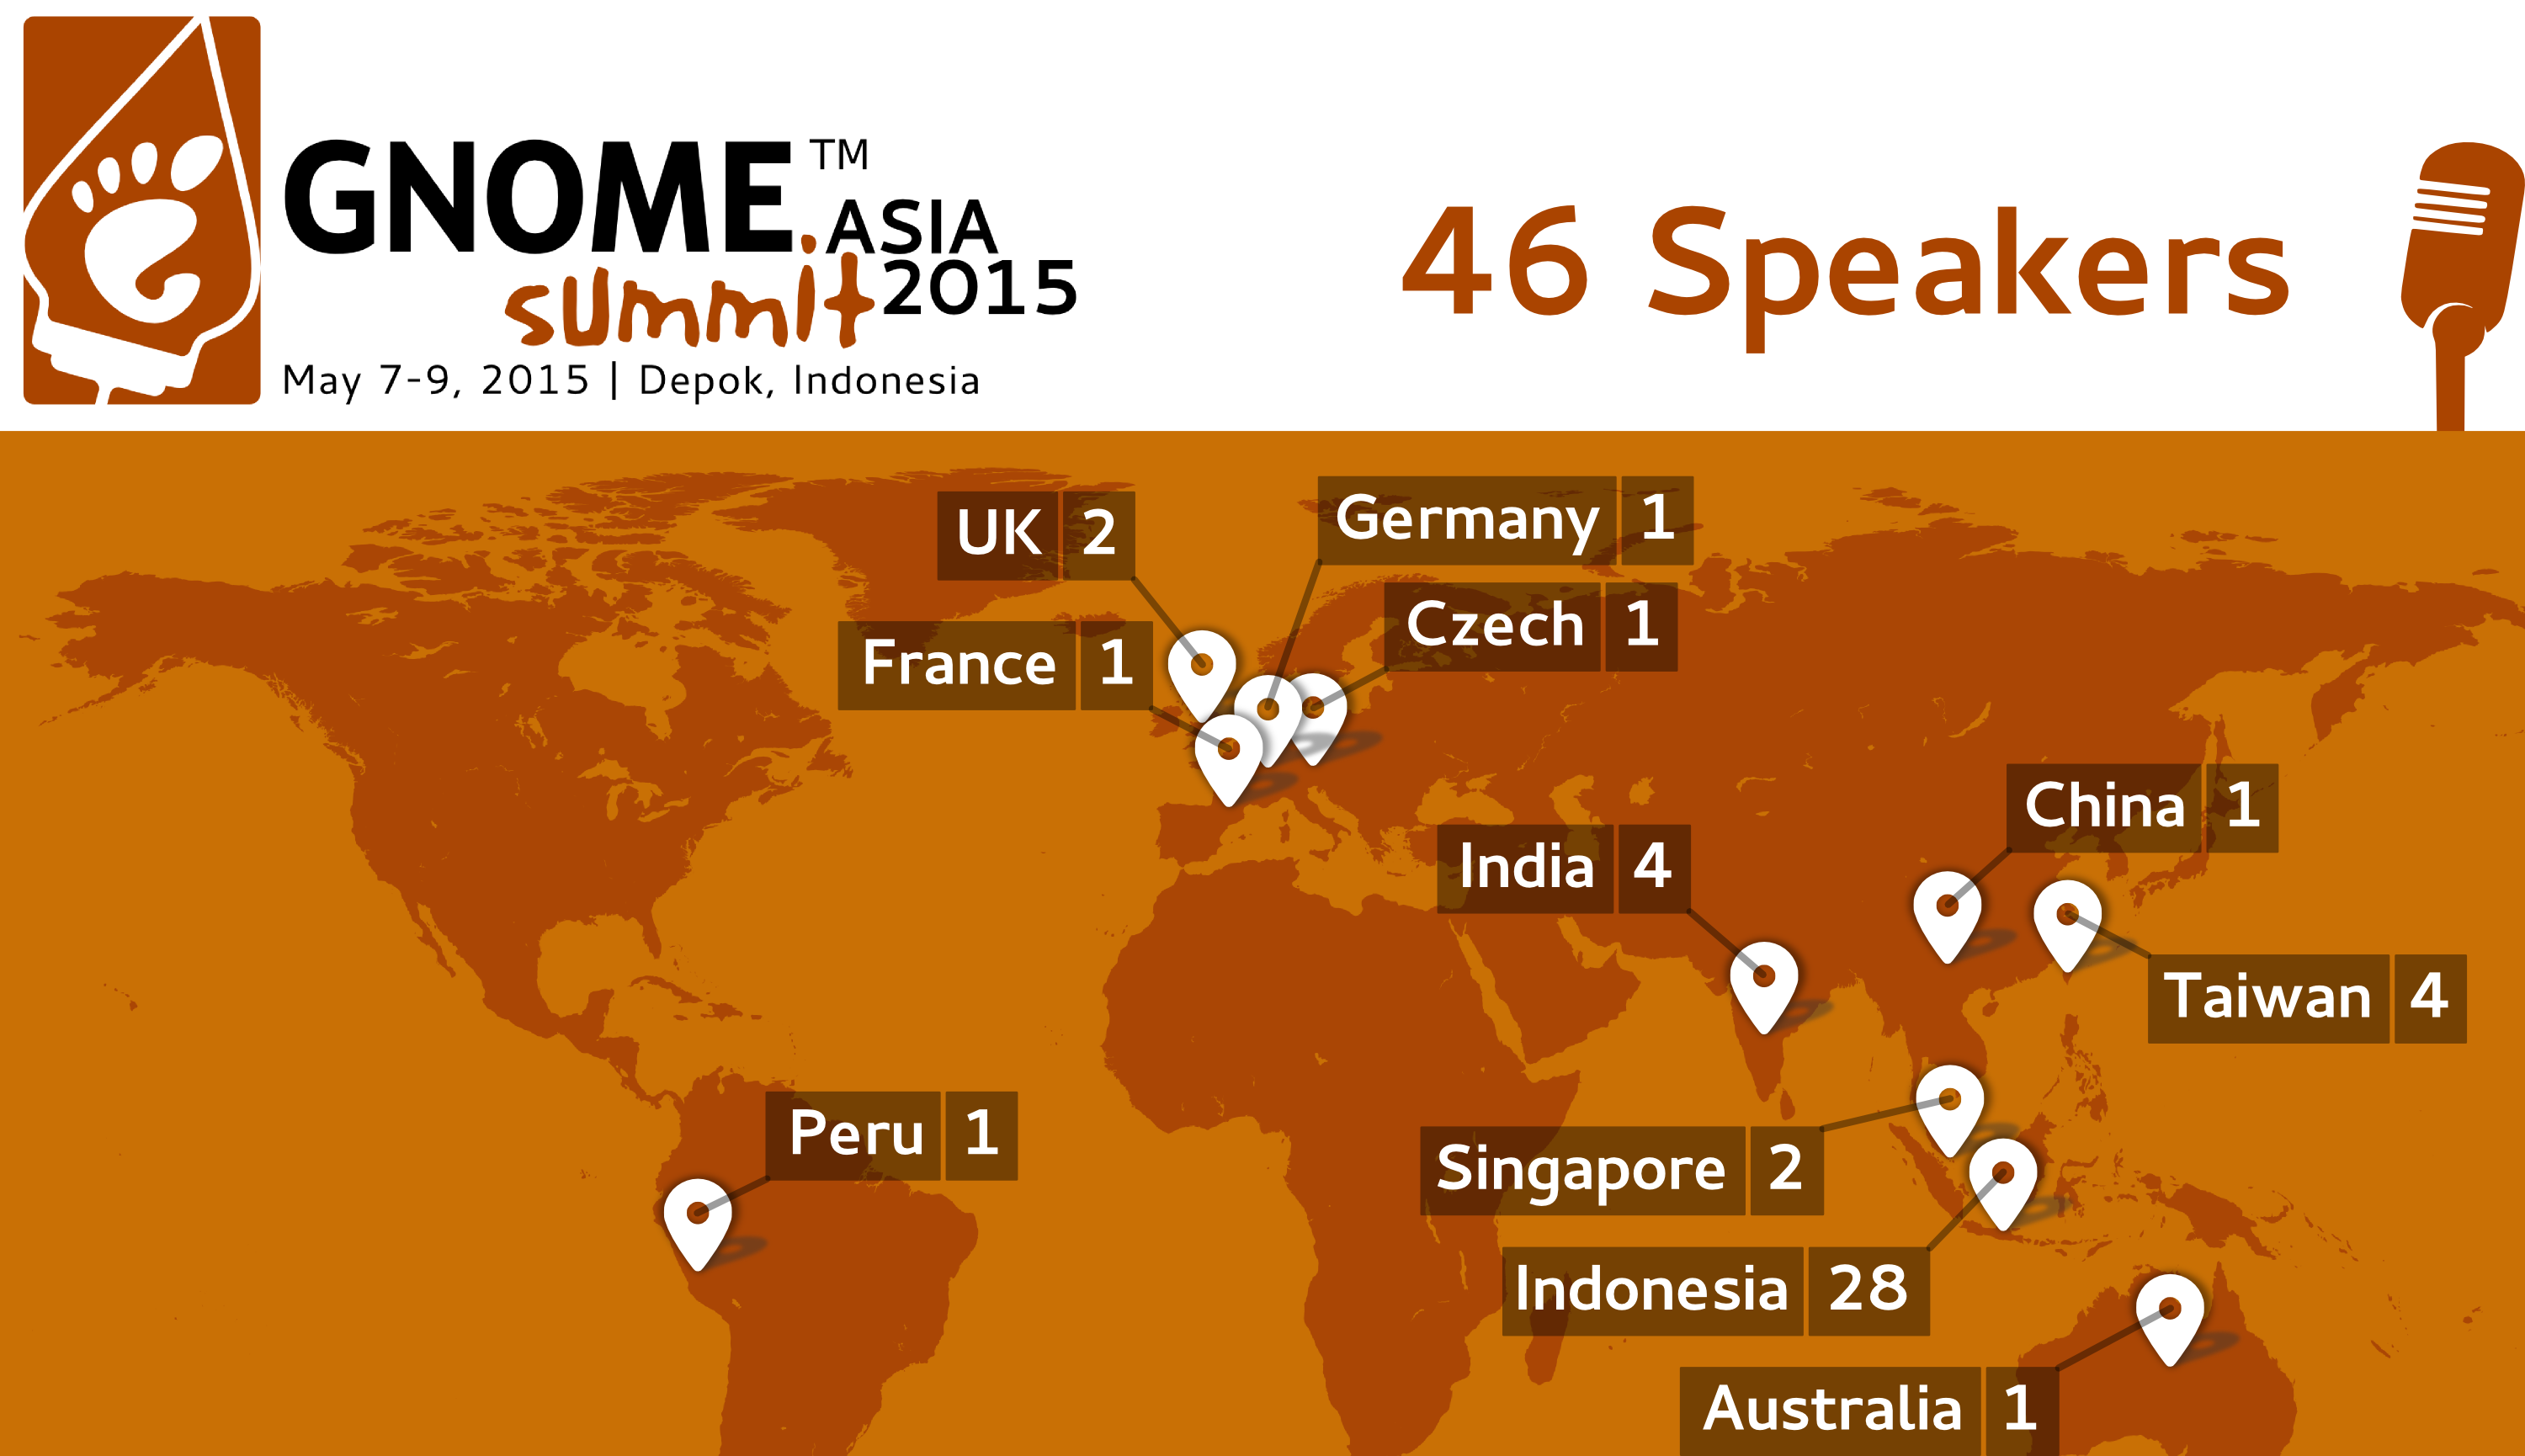 GNOME™
.ASIA
summit 2015
May 7-9, 2015 | Depok, Indonesia
46 Speakers
UK 2
Germany 1
Czech 1
France 1
China 1
India 4
Taiwan 4
Peru 1
Singapore 2
Indonesia 28
Australia 1